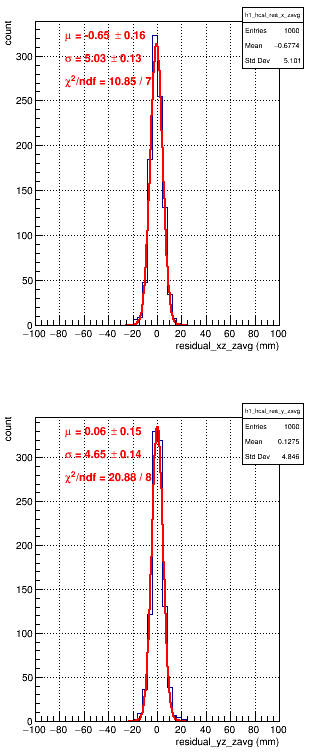 h1_hcal_res_x_zavg
Entries 1000
Mean −0.6774
Std Dev 5.101
μ = -0.65 ± 0.16
σ = 5.03 ± 0.13
χ²/ndf = 10.85 / 7
count
300
250
200
150
100
50
0
−100 −80 −60 −40 −20 0 20 40 60 80 100
residual_xz_zavg (mm)
h1_hcal_res_y_zavg
Entries 1000
Mean 0.1275
Std Dev 4.846
μ = 0.06 ± 0.15
σ = 4.65 ± 0.14
χ²/ndf = 20.88 / 8
count
300
250
200
150
100
50
0
−100 −80 −60 −40 −20 0 20 40 60 80 100
residual_yz_zavg (mm)